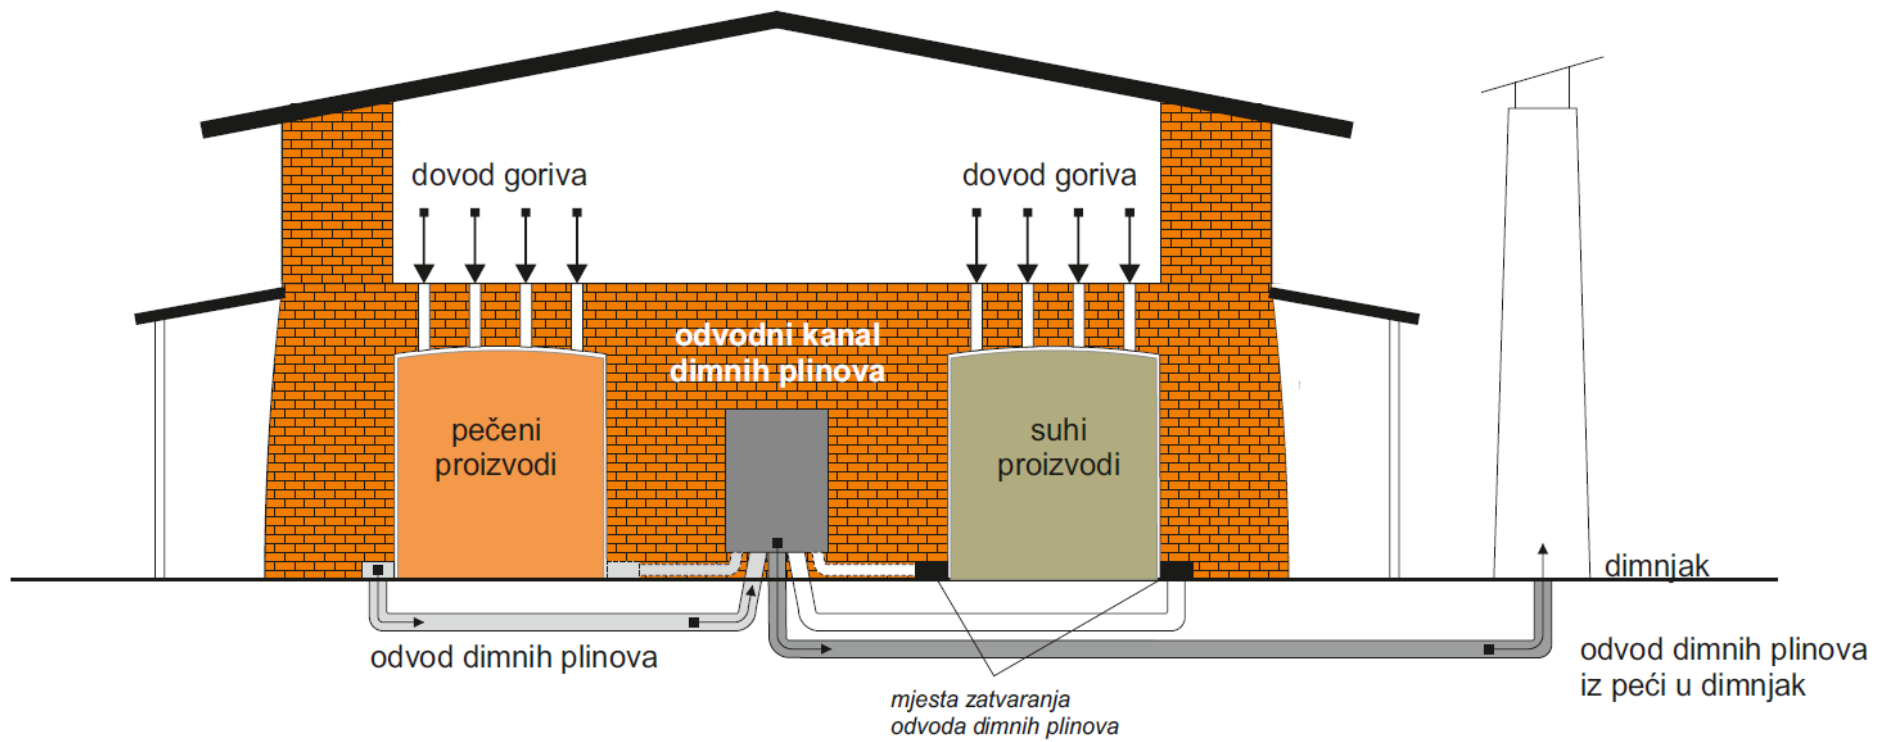 dovod goriva
dovod goriva
odvodni kanal
dimnih plinova
pečeni
proizvodi
suhi
proizvodi
dimnjak
odvod dimnih plinova
odvod dimnih plinova
iz peći u dimnjak
mjesta zatvaranja
odvoda dimnih plinova